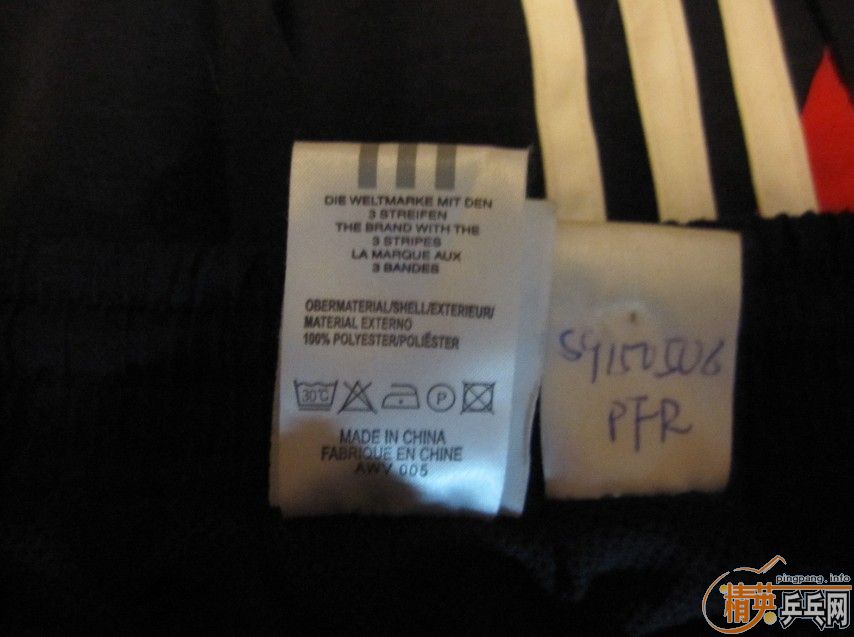 DIE WELTMARKE MIT DEN
3 STREIFEN
THE BRAND WITH THE
3 STRIPES
LA MARQUE AUX
3 BANDES
OBERMATERIAL/SHELL/EXTERIEUR/
MATERIAL EXTERNO
100% POLYESTER/POLIÉSTER
30°C
P
MADE IN CHINA
FABRIQUE EN CHINE
AWV 005
S9150506
PFR
pingpang.info
精英乒乓网